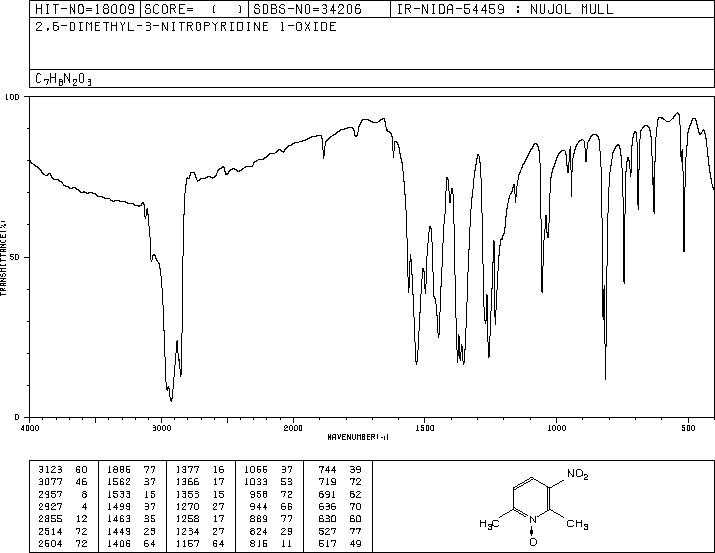 HIT-NO=18009 SCORE= ( ) SDBS-NO=34206 IR-NIDA-54459 : NUJOL MULL
2,6-DIMETHYL-3-NITROPYRIDINE 1-OXIDE
C7H8N2O3
100
50
0
TRANSMITTANCE(%)
4000 3000 2000 1500 1000 500
WAVENUMBER(-1)
3123 60 1886 77 1377 16 1066 37 744 39
3077 46 1562 37 1366 17 1033 53 719 72
2957 8 1533 15 1353 15 958 72 691 62
2927 4 1499 37 1270 27 944 66 636 70
2855 12 1463 35 1258 17 889 77 630 60
2514 72 1449 29 1234 27 824 29 527 77
2504 72 1406 64 1157 64 816 11 517 49
NO2
H3C N CH3
O